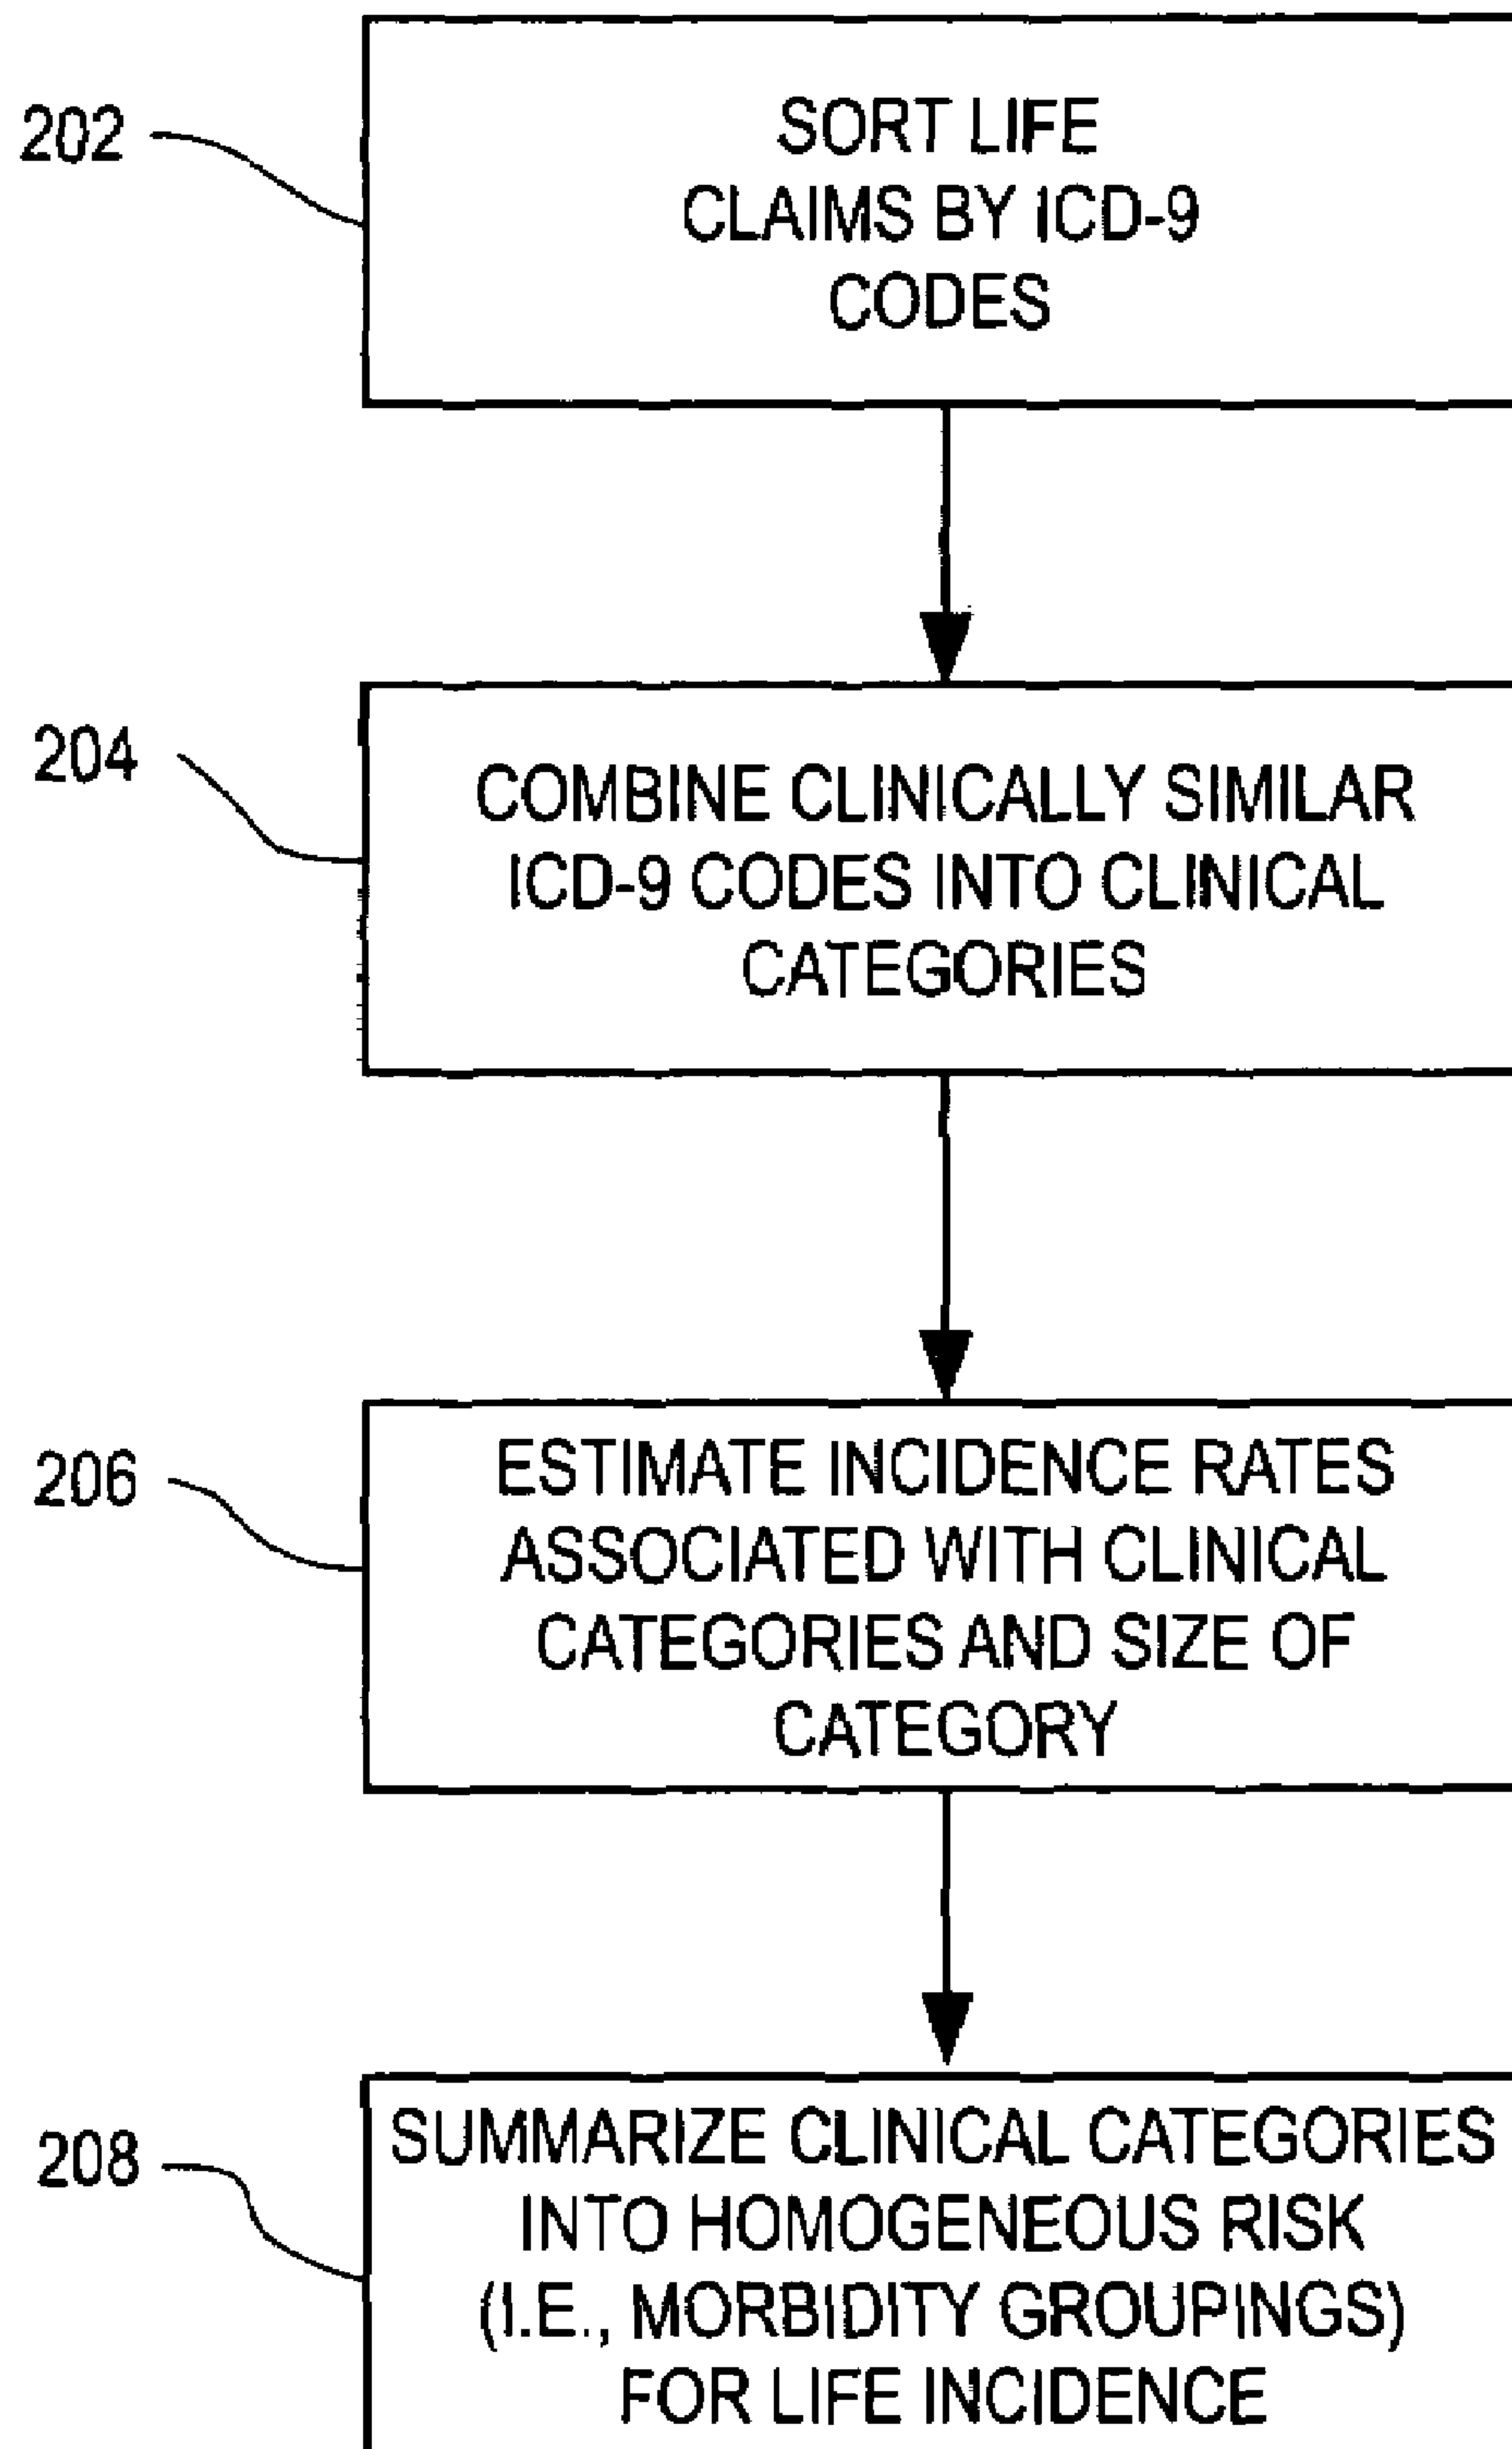 202
SORT LIFE
CLAIMS BY ICD-9
CODES
204
COMBINE CLINICALLY SIMILAR
ICD-9 CODES INTO CLINICAL
CATEGORIES
206
ESTIMATE INCIDENCE RATES
ASSOCIATED WITH CLINICAL
CATEGORIES AND SIZE OF
CATEGORY
208
SUMMARIZE CLINICAL CATEGORIES
INTO HOMOGENEOUS RISK
(I.E., MORBIDITY GROUPINGS)
FOR LIFE INCIDENCE